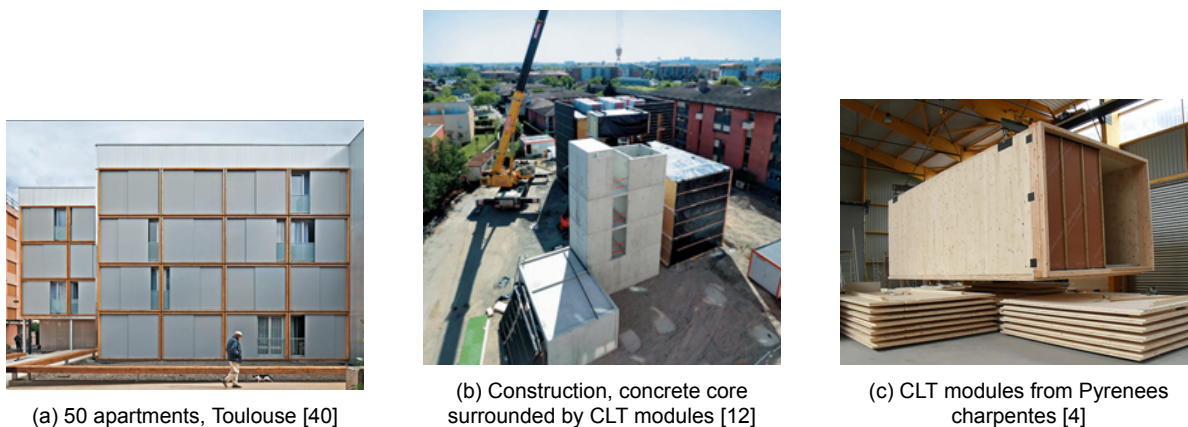 (a) 50 apartments, Toulouse [40]
(b) Construction, concrete core
surrounded by CLT modules [12]
(c) CLT modules from Pyrenees
charpentes [4]